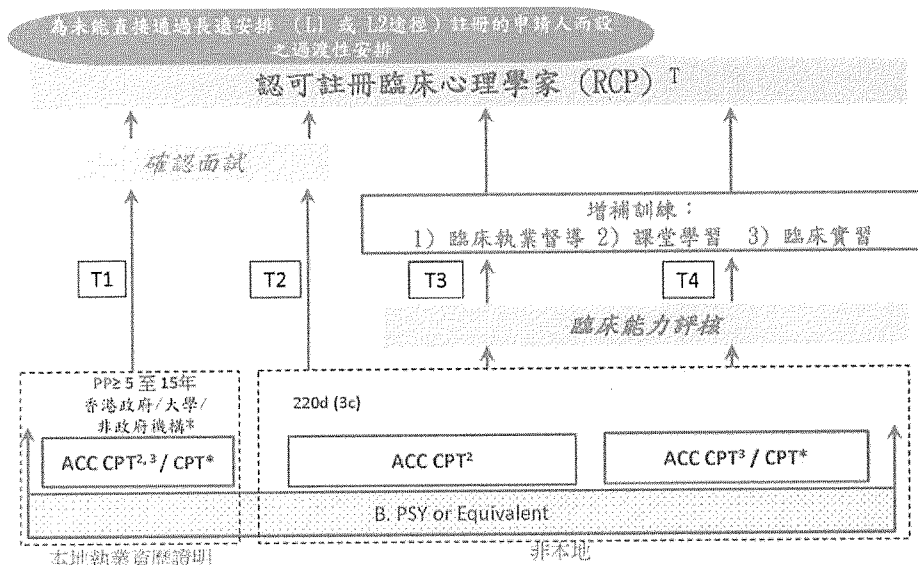 為未能直接通過長遠安排 (L1 或 L2途徑) 註冊的申請人而設
之過渡性安排
認可註冊臨床心理學家 (RCP) T
確認面試
增補訓練：
1) 臨床執業督導 2) 課堂學習 3) 臨床實習
T1
T2
T3
T4
臨床能力評核
PP≥ 5 至 15年
香港政府/大學/
非政府機構*
220d (3c)
ACC CPT2,3 / CPT*
ACC CPT2
ACC CPT3 / CPT*
B. PSY or Equivalent
本地執業資歷證明
非本地